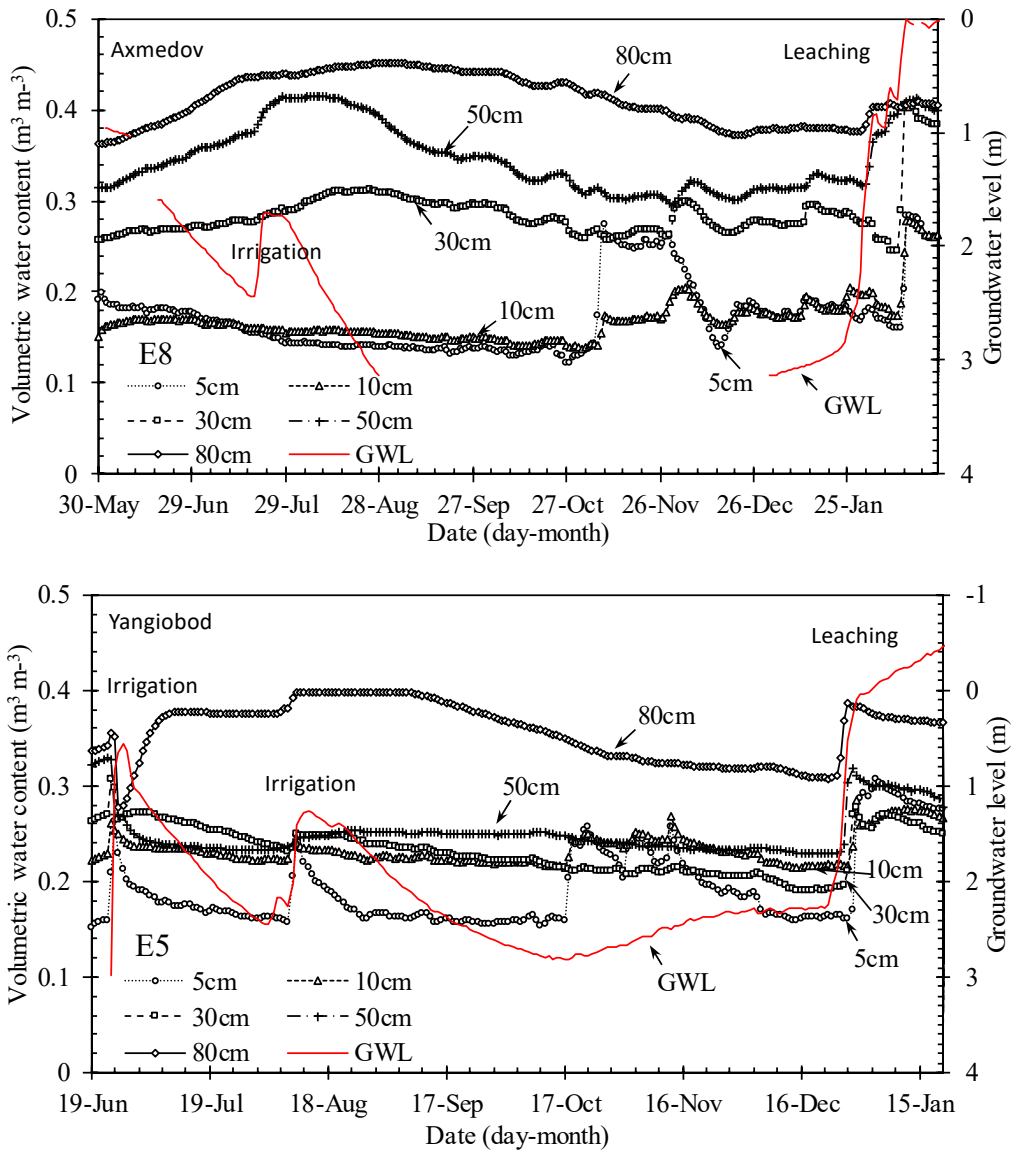 Volumetric water content (m³ m-³)
0.5
0.4
0.3
0.2
0.1
0
Axmedov
Leaching
80cm
50cm
30cm
Irrigation
10cm
E8
5cm
GWL
5cm
10cm
30cm
50cm
80cm
GWL
0
1
2
3
4
Groundwater level (m)
30-May
29-Jun
29-Jul
28-Aug
27-Sep
27-Oct
26-Nov
26-Dec
25-Jan
Date (day-month)
Volumetric water content (m³ m-³)
0.5
0.4
0.3
0.2
0.1
0
Yangiobod
Leaching
Irrigation
80cm
Irrigation
50cm
10cm
30cm
5cm
E5
GWL
5cm
10cm
30cm
50cm
80cm
GWL
-1
0
1
2
3
4
Groundwater level (m)
19-Jun
19-Jul
18-Aug
17-Sep
17-Oct
16-Nov
16-Dec
15-Jan
Date (day-month)